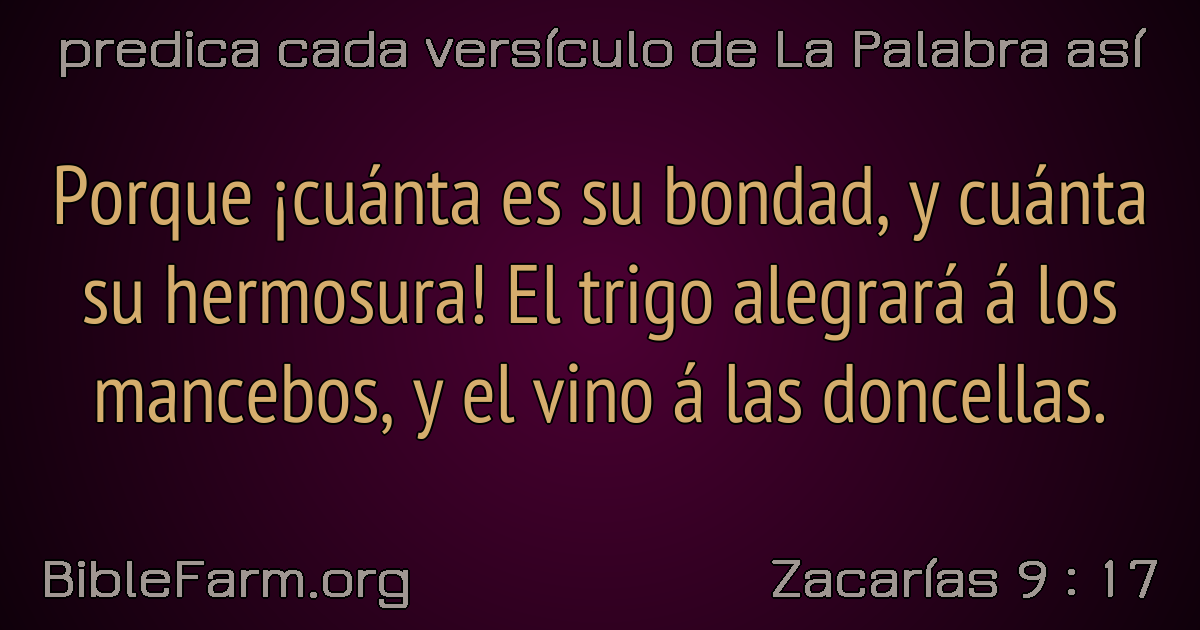 predica cada versículo de La Palabra así
Porque ¡cuánta es su bondad, y cuánta
su hermosura! El trigo alegrará á los
mancebos, y el vino á las doncellas.
BibleFarm.org
Zacarías 9 : 17